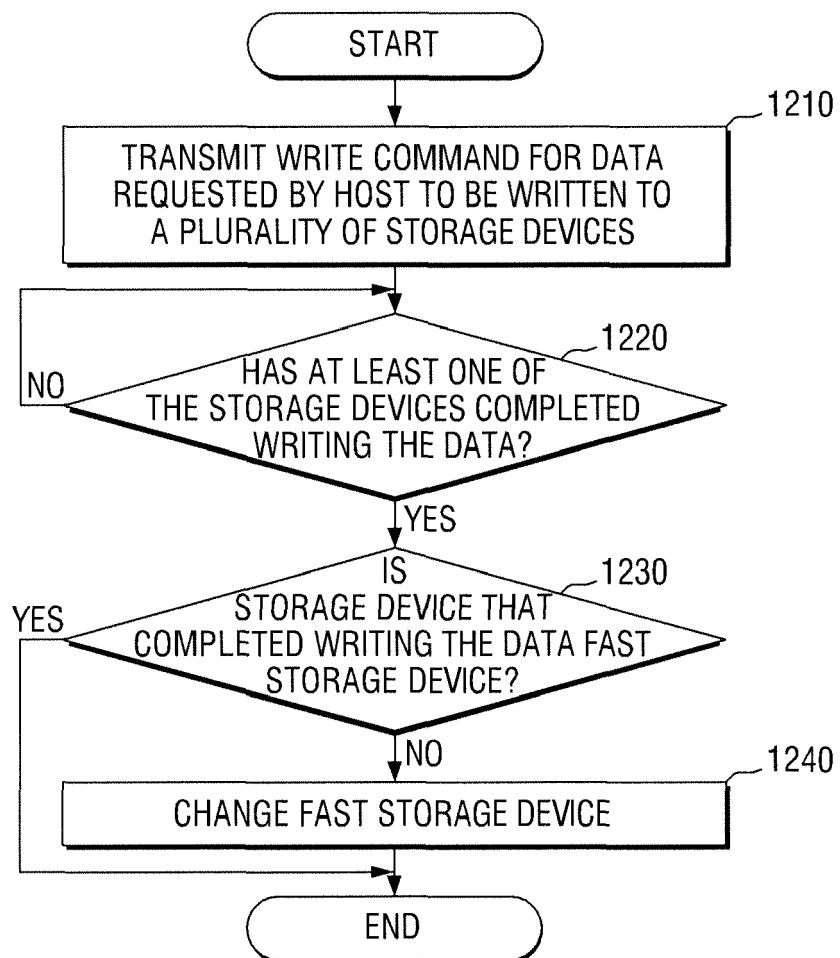 START
1210
TRANSMIT WRITE COMMAND FOR DATA
REQUESTED BY HOST TO BE WRITTEN TO
A PLURALITY OF STORAGE DEVICES
1220
HAS AT LEAST ONE OF
THE STORAGE DEVICES COMPLETED
WRITING THE DATA?
NO
YES
1230
IS
STORAGE DEVICE THAT
COMPLETED WRITING THE DATA FAST
STORAGE DEVICE?
YES
NO
1240
CHANGE FAST STORAGE DEVICE
END